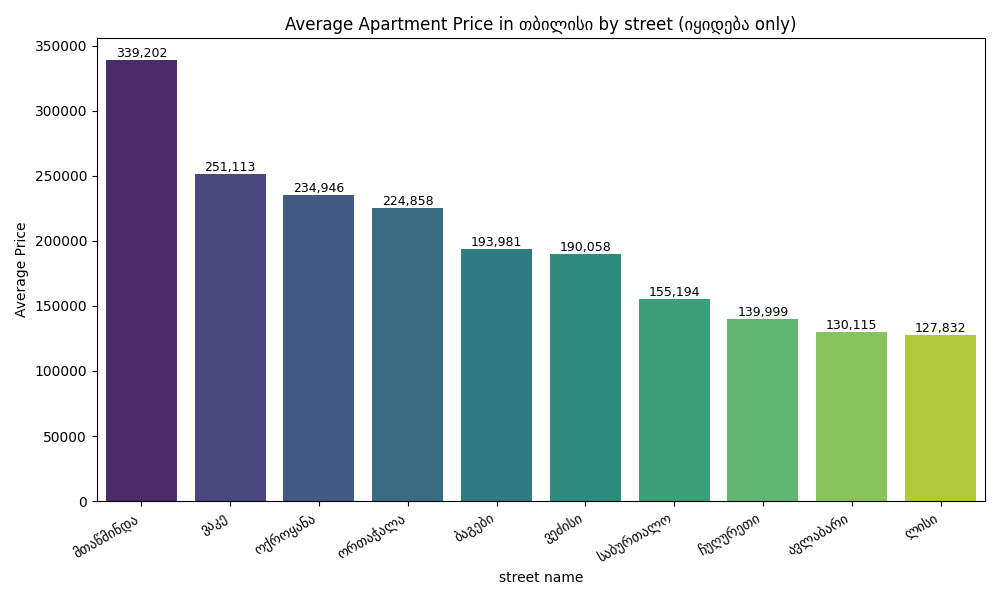 Average Apartment Price in თბილისი by street (იყიდება only)
Average Price
350000
300000
250000
200000
150000
100000
50000
0
339,202
251,113
234,946
224,858
193,981
190,058
155,194
139,999
130,115
127,832
მთაწმინდა
ვაკე
ოქროყანა
ორთაჭალა
ბაგები
ვეძისი
საბურთალო
ჩუღურეთი
ავლაბარი
ლისი
street name